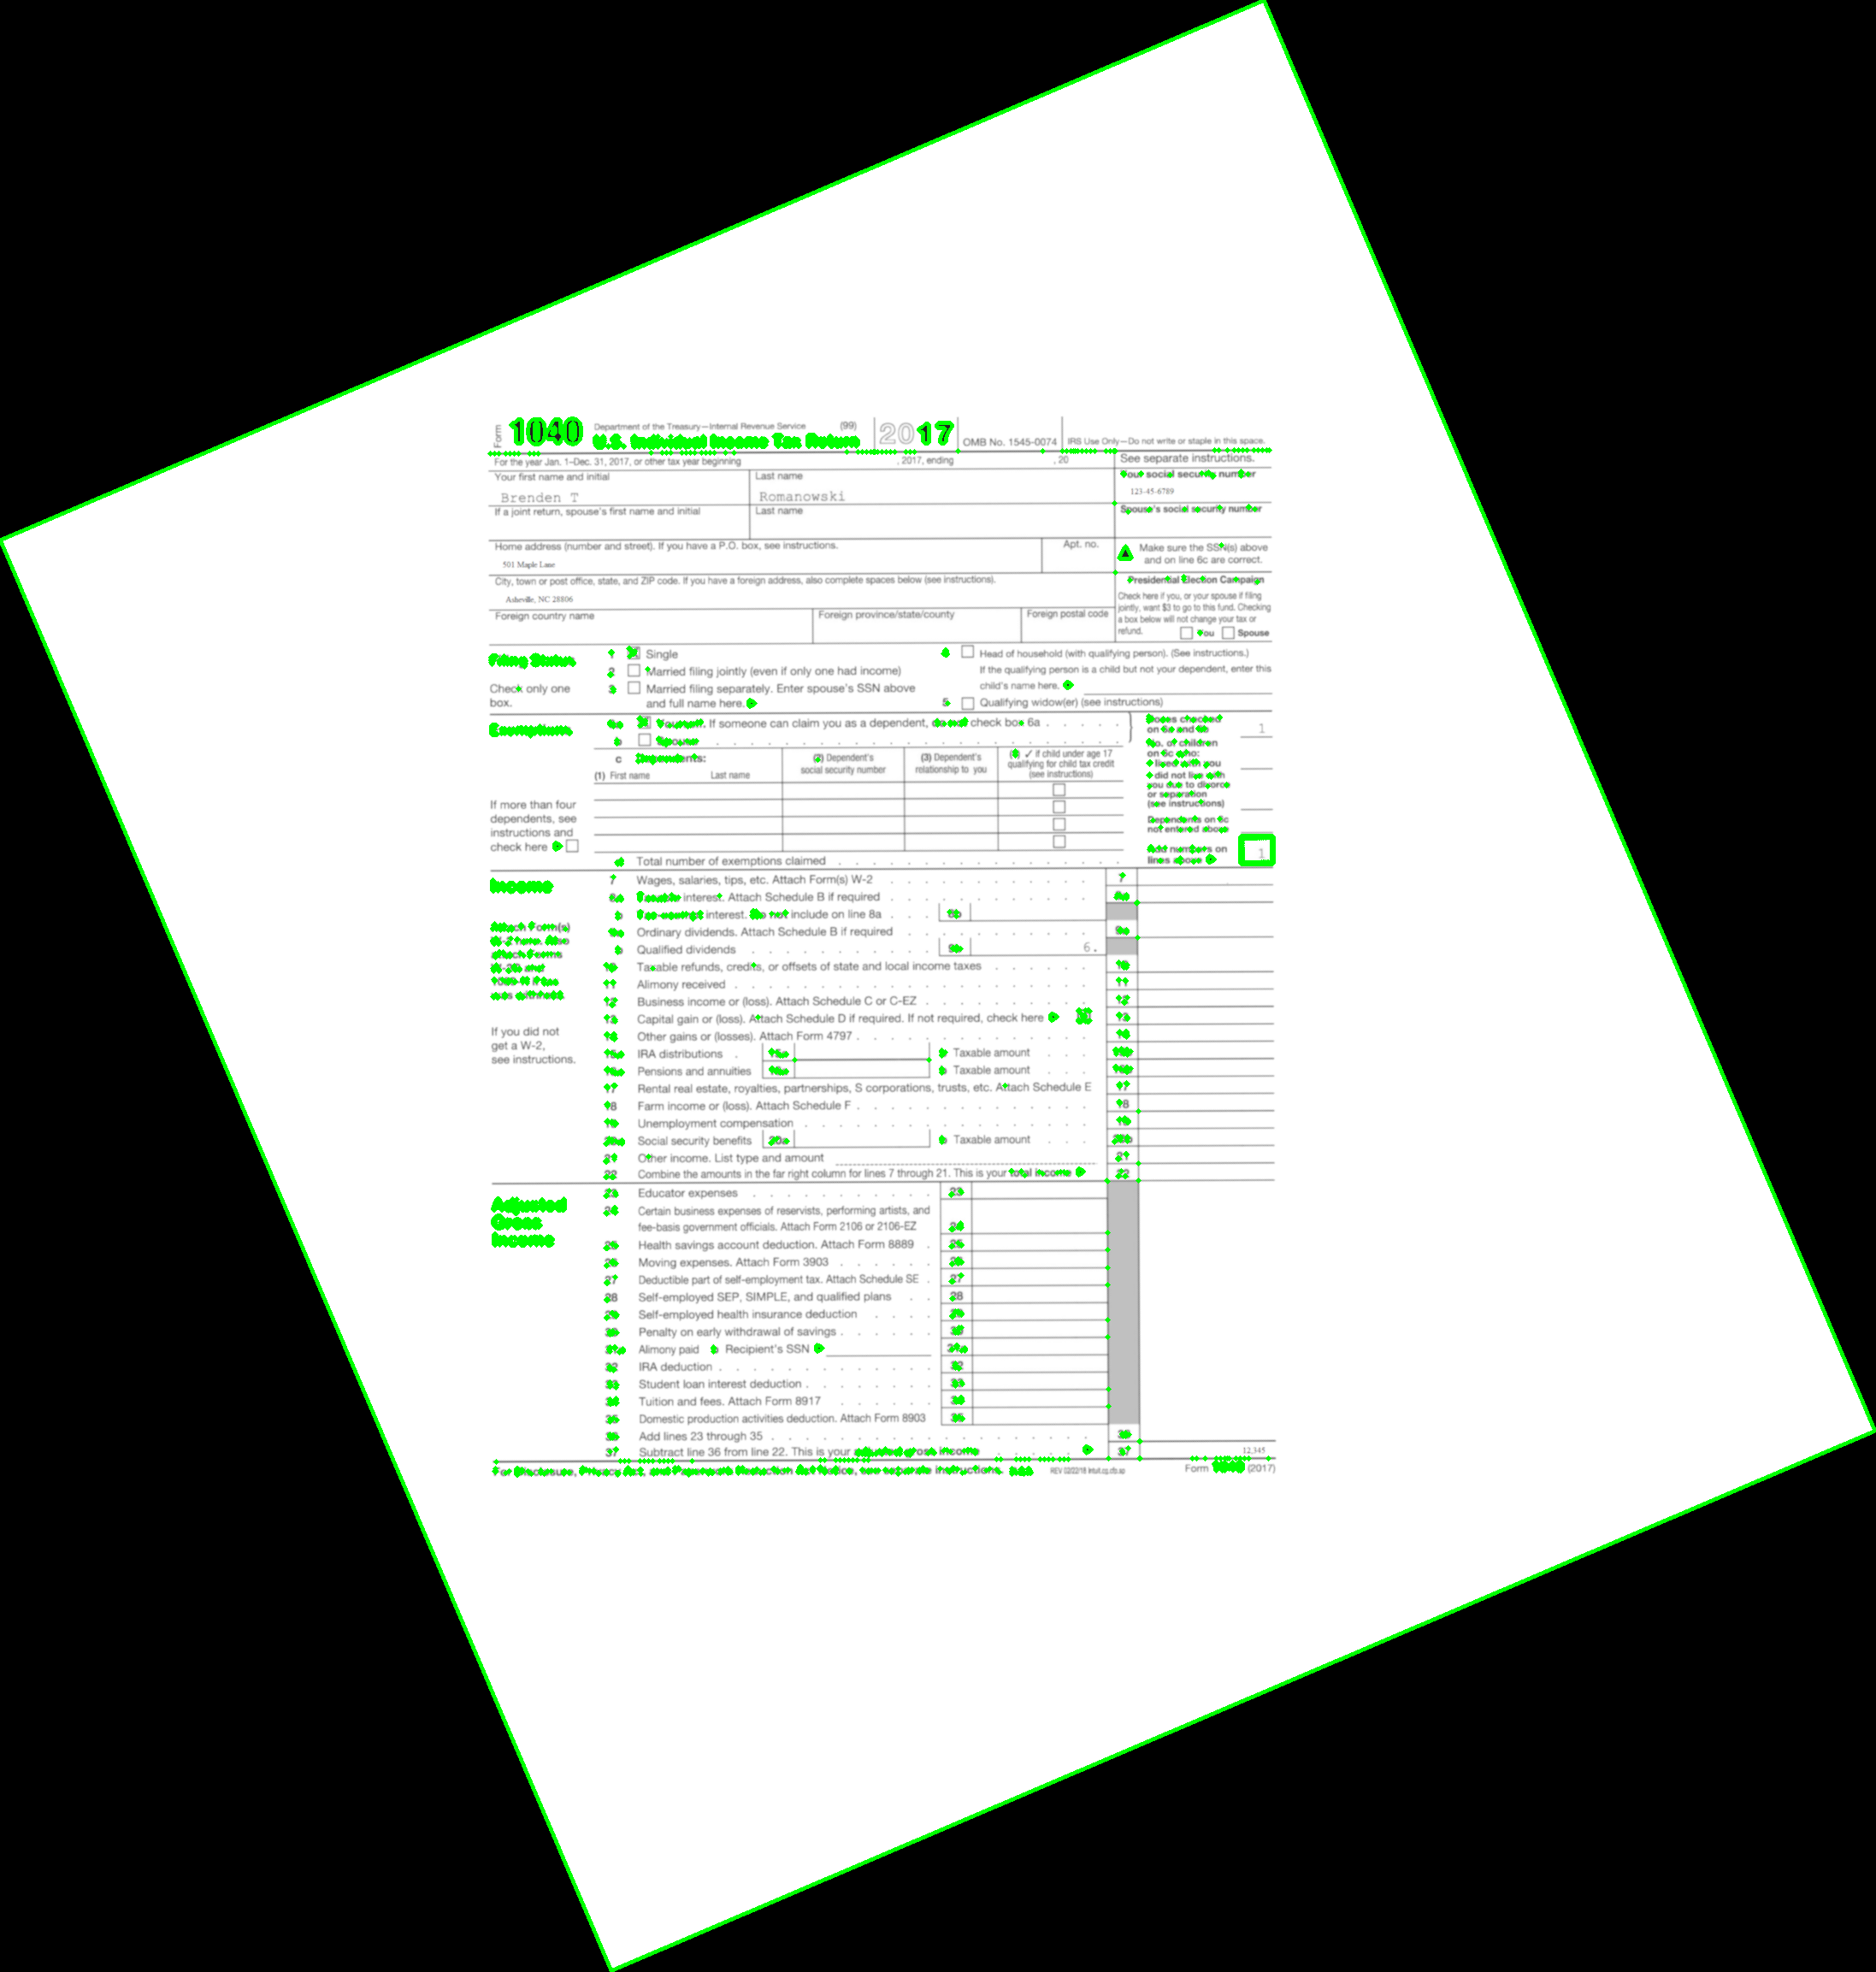 Form 1040 Department of the Treasury—Internal Revenue Service (99)
U.S. Individual Income Tax Return 2017 OMB No. 1545-0074 IRS Use Only—Do not write or staple in this space.
For the year Jan. 1–Dec. 31, 2017, or other tax year beginning , 2017, ending , 20 See separate instructions.
Your first name and initial Last name Your social security number
Brenden T Romanowski 123-45-6789
If a joint return, spouse's first name and initial Last name Spouse's social security number
Home address (number and street). If you have a P.O. box, see instructions. Apt. no.
501 Maple Lane
Make sure the SSN(s) above
and on line 6c are correct.
City, town or post office, state, and ZIP code. If you have a foreign address, also complete spaces below (see instructions).
Asheville, NC 28806
Foreign country name Foreign province/state/county Foreign postal code
Presidential Election Campaign
Check here if you, or your spouse if filing
jointly, want $3 to go to this fund. Checking
a box below will not change your tax or
refund. You Spouse
Filing Status
Check only one
box.
1 Single
2 Married filing jointly (even if only one had income)
3 Married filing separately. Enter spouse's SSN above
and full name here.
4 Head of household (with qualifying person). (See instructions.)
If the qualifying person is a child but not your dependent, enter this
child's name here.
5 Qualifying widow(er) (see instructions)
Exemptions
6a Yourself. If someone can claim you as a dependent, do not check box 6a . . . . .
b Spouse
c Dependents:
(1) First name Last name
(2) Dependent's
social security number
(3) Dependent's
relationship to you
(4) ✓ if child under age 17
qualifying for child tax credit
(see instructions)
If more than four
dependents, see
instructions and
check here
d Total number of exemptions claimed
Boxes checked
on 6a and 6b 1
No. of children
on 6c who:
• lived with you
• did not live with
you due to divorce
or separation
(see instructions)
Dependents on 6c
not entered above
Add numbers on
lines above 1
Income
Attach Form(s)
W-2 here. Also
attach Forms
W-2G and
1099-R if tax
was withheld.
If you did not
get a W-2,
see instructions.
7 Wages, salaries, tips, etc. Attach Form(s) W-2 7
8a Taxable interest. Attach Schedule B if required 8a
b Tax-exempt interest. Do not include on line 8a 8b
9a Ordinary dividends. Attach Schedule B if required 9a
b Qualified dividends 9b 6.
10 Taxable refunds, credits, or offsets of state and local income taxes 10
11 Alimony received 11
12 Business income or (loss). Attach Schedule C or C-EZ 12
13 Capital gain or (loss). Attach Schedule D if required. If not required, check here 13
14 Other gains or (losses). Attach Form 4797 14
15a IRA distributions 15a b Taxable amount 15b
16a Pensions and annuities 16a b Taxable amount 16b
17 Rental real estate, royalties, partnerships, S corporations, trusts, etc. Attach Schedule E 17
18 Farm income or (loss). Attach Schedule F 18
19 Unemployment compensation 19
20a Social security benefits 20a b Taxable amount 20b
21 Other income. List type and amount 21
22 Combine the amounts in the far right column for lines 7 through 21. This is your total income 22
Adjusted
Gross
Income
23 Educator expenses 23
24 Certain business expenses of reservists, performing artists, and
fee-basis government officials. Attach Form 2106 or 2106-EZ 24
25 Health savings account deduction. Attach Form 8889 25
26 Moving expenses. Attach Form 3903 26
27 Deductible part of self-employment tax. Attach Schedule SE 27
28 Self-employed SEP, SIMPLE, and qualified plans 28
29 Self-employed health insurance deduction 29
30 Penalty on early withdrawal of savings 30
31a Alimony paid b Recipient's SSN 31a
32 IRA deduction 32
33 Student loan interest deduction 33
34 Tuition and fees. Attach Form 8917 34
35 Domestic production activities deduction. Attach Form 8903 35
36 Add lines 23 through 35 36
37 Subtract line 36 from line 22. This is your adjusted gross income 37 12,345
For Disclosure, Privacy Act, and Paperwork Reduction Act Notice, see separate instructions. BAA Form 1040 (2017)